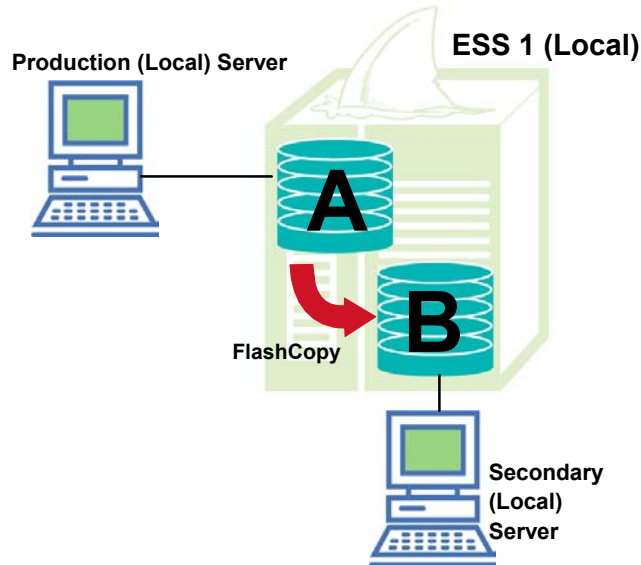 ESS 1 (Local)
Production (Local) Server
A
B
FlashCopy
Secondary
(Local)
Server